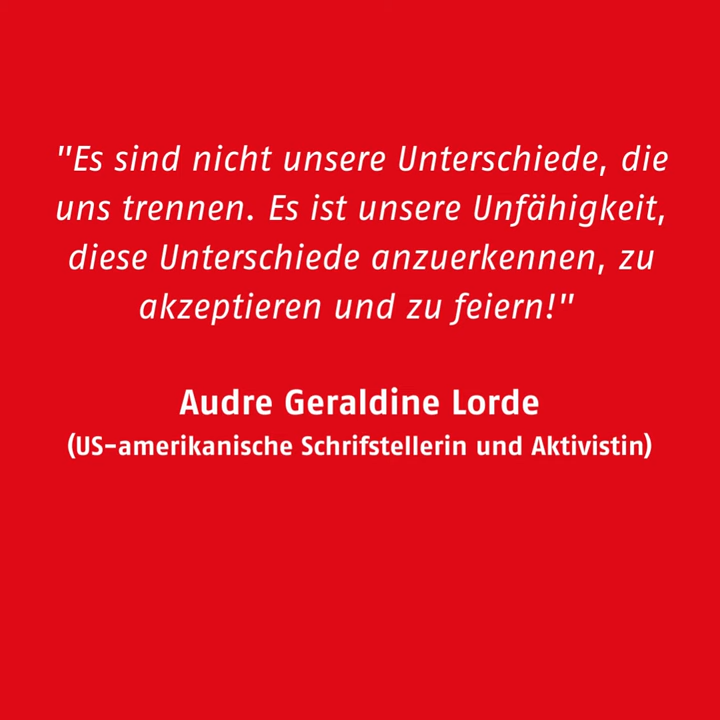 "Es sind nicht unsere Unterschiede, die
uns trennen. Es ist unsere Unfähigkeit,
diese Unterschiede anzuerkennen, zu
akzeptieren und zu feiern!"
Audre Geraldine Lorde
(US-amerikanische Schrifstellerin und Aktivistin)